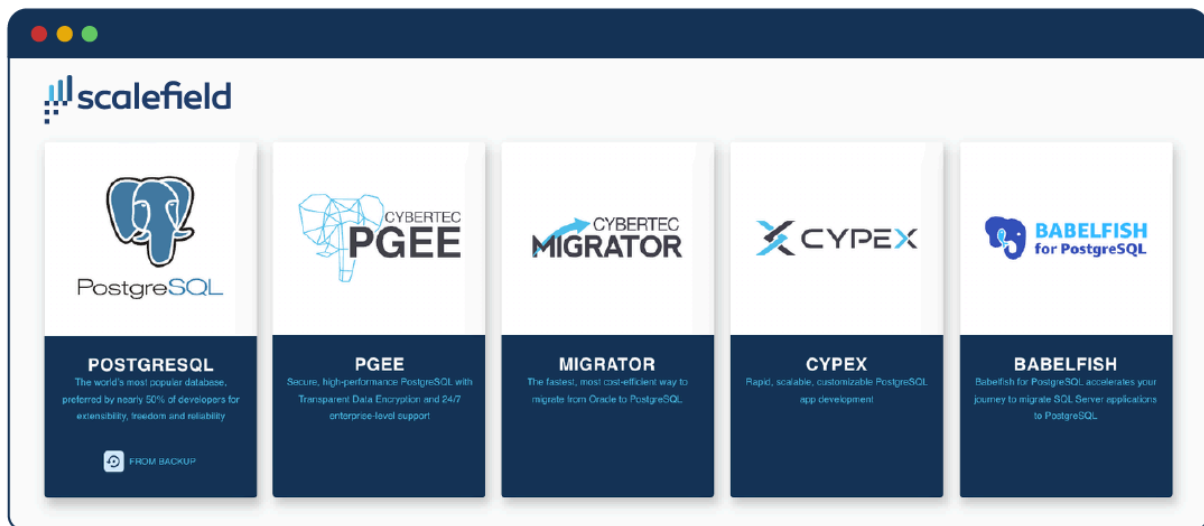 scalefield
PostgreSQL
POSTGRESQL
The world's most popular database,
preferred by nearly 50% of developers for
extensibility, freedom and reliability
FROM BACKUP
CYBERTEC
PGEE
PGEE
Secure, high-performance PostgreSQL with
Transparent Data Encryption and 24/7
enterprise-level support
CYBERTEC
MIGRATOR
MIGRATOR
The fastest, most cost-efficient way to
migrate from Oracle to PostgreSQL
CYPEX
CYPEX
Rapid, scalable, customizable PostgreSQL
app development
BABELFISH
for PostgreSQL
BABELFISH
Babelfish for PostgreSQL accelerates your
journey to migrate SQL Server applications
to PostgreSQL